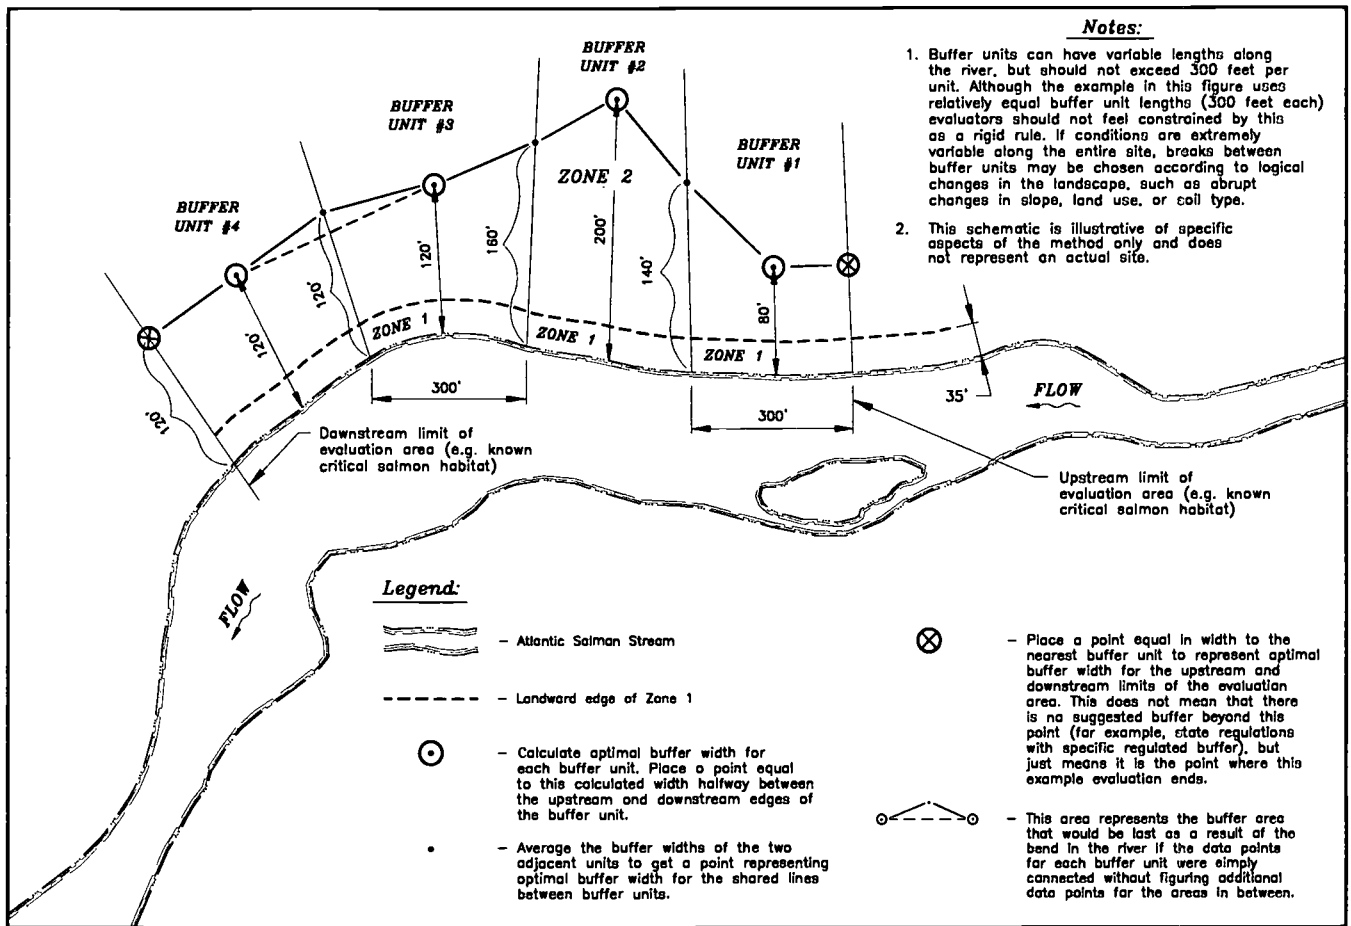 Notes:
1. Buffer units can have variable lengths along
the river, but should not exceed 300 feet per
unit. Although the example in this figure uses
relatively equal buffer unit lengths (300 feet each)
evaluators should not feel constrained by this
as a rigid rule. If conditions are extremely
variable along the entire site, breaks between
buffer units may be chosen according to logical
changes in the landscape, such as abrupt
changes in slope, land use, or soil type.
2. This schematic is illustrative of specific
aspects of the method only and does
not represent an actual site.
BUFFER
UNIT #2
BUFFER
UNIT #3
BUFFER
UNIT #1
BUFFER
UNIT #4
ZONE 2
120'
120'
120'
120'
160'
200'
140'
80'
ZONE 1
ZONE 1
ZONE 1
300'
300'
35'
FLOW
Downstream limit of
evaluation area (e.g. known
critical salmon habitat)
Upstream limit of
evaluation area (e.g. known
critical salmon habitat)
FLOW
Legend:
- Atlantic Salmon Stream
- Landward edge of Zone 1
- Calculate optimal buffer width for
each buffer unit. Place a point equal
to this calculated width halfway between
the upstream and downstream edges of
the buffer unit.
- Average the buffer widths of the two
adjacent units to get a point representing
optimal buffer width for the shared lines
between buffer units.
- Place a point equal in width to the
nearest buffer unit to represent optimal
buffer width for the upstream and
downstream limits of the evaluation
area. This does not mean that there
is no suggested buffer beyond this
point (for example, state regulations
with specific regulated buffer), but
just means it is the point where this
example evaluation ends.
- This area represents the buffer area
that would be lost as a result of the
bend in the river if the data points
for each buffer unit were simply
connected without figuring additional
data points for the areas in between.